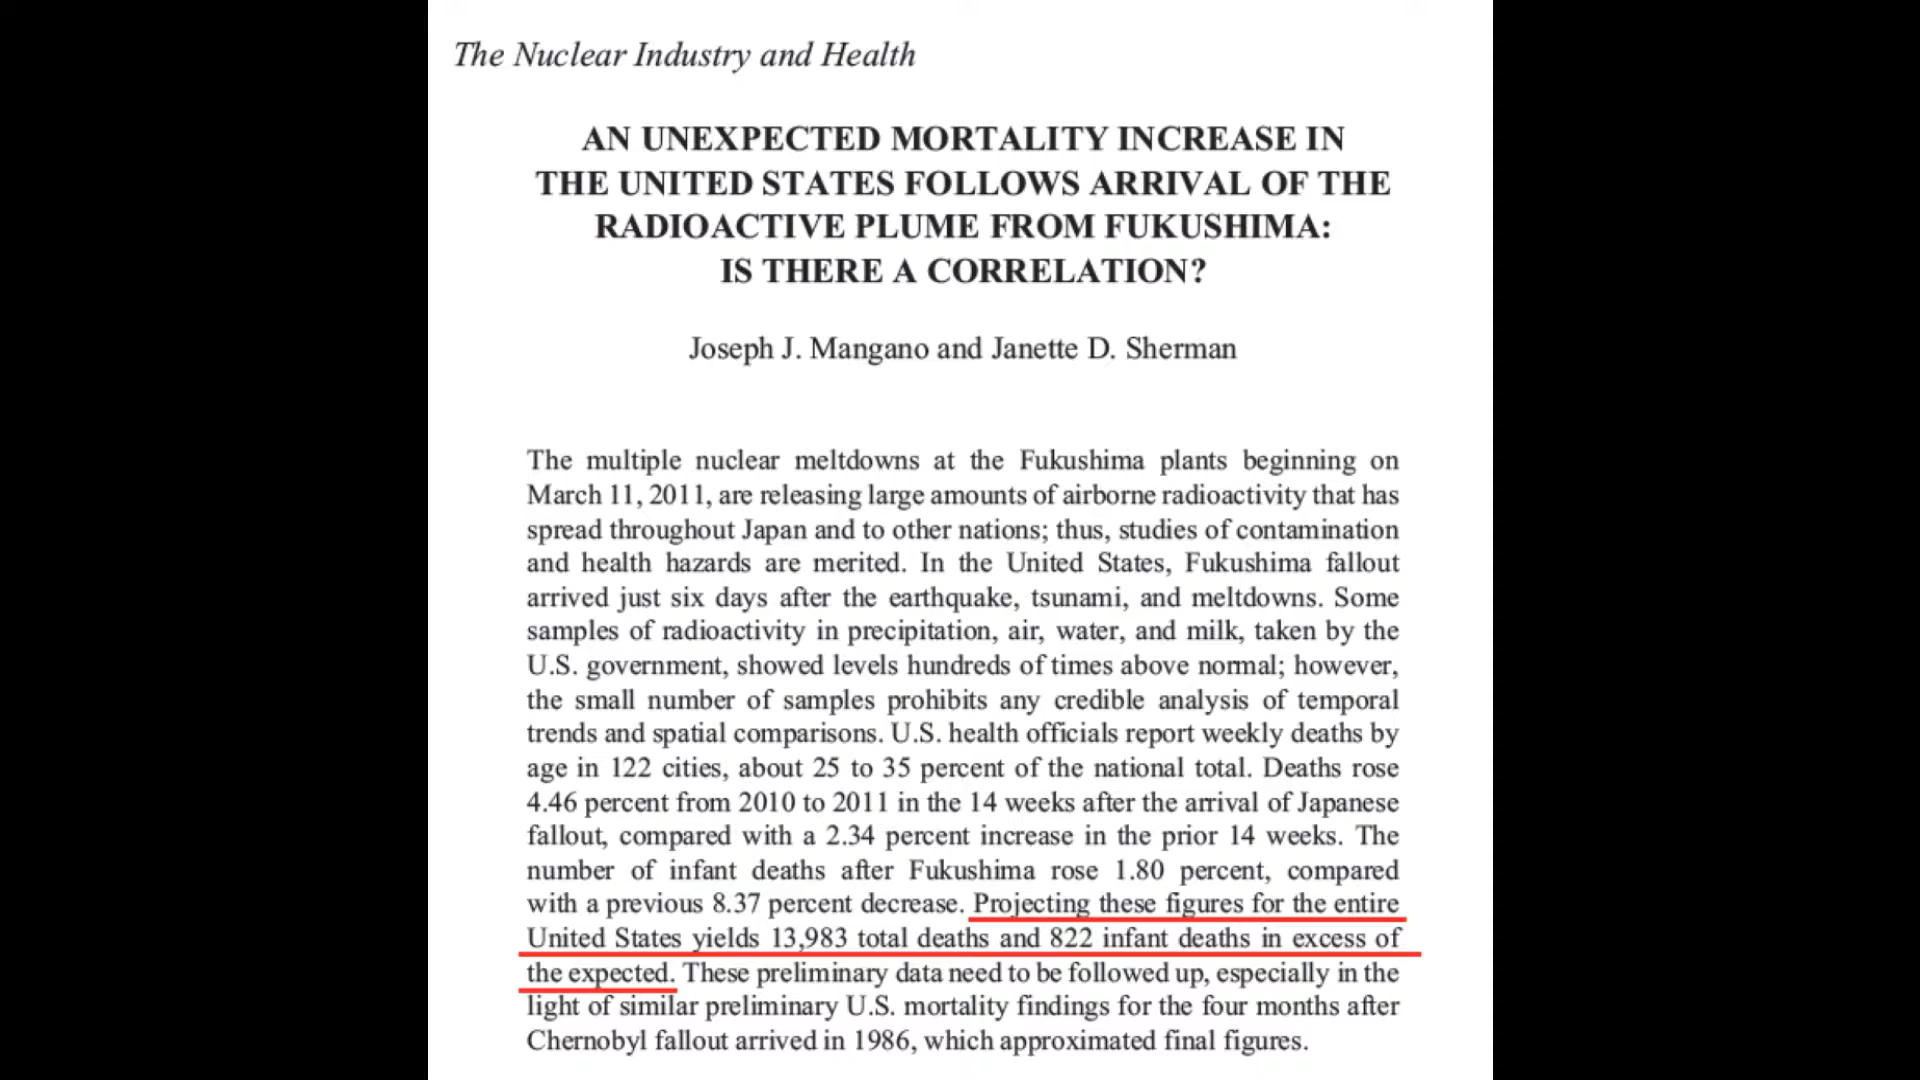 The Nuclear Industry and Health
AN UNEXPECTED MORTALITY INCREASE IN
THE UNITED STATES FOLLOWS ARRIVAL OF THE
RADIOACTIVE PLUME FROM FUKUSHIMA:
IS THERE A CORRELATION?
Joseph J. Mangano and Janette D. Sherman
The multiple nuclear meltdowns at the Fukushima plants beginning on
March 11, 2011, are releasing large amounts of airborne radioactivity that has
spread throughout Japan and to other nations; thus, studies of contamination
and health hazards are merited. In the United States, Fukushima fallout
arrived just six days after the earthquake, tsunami, and meltdowns. Some
samples of radioactivity in precipitation, air, water, and milk, taken by the
U.S. government, showed levels hundreds of times above normal; however,
the small number of samples prohibits any credible analysis of temporal
trends and spatial comparisons. U.S. health officials report weekly deaths by
age in 122 cities, about 25 to 35 percent of the national total. Deaths rose
4.46 percent from 2010 to 2011 in the 14 weeks after the arrival of Japanese
fallout, compared with a 2.34 percent increase in the prior 14 weeks. The
number of infant deaths after Fukushima rose 1.80 percent, compared
with a previous 8.37 percent decrease. Projecting these figures for the entire
United States yields 13,983 total deaths and 822 infant deaths in excess of
the expected. These preliminary data need to be followed up, especially in the
light of similar preliminary U.S. mortality findings for the four months after
Chernobyl fallout arrived in 1986, which approximated final figures.